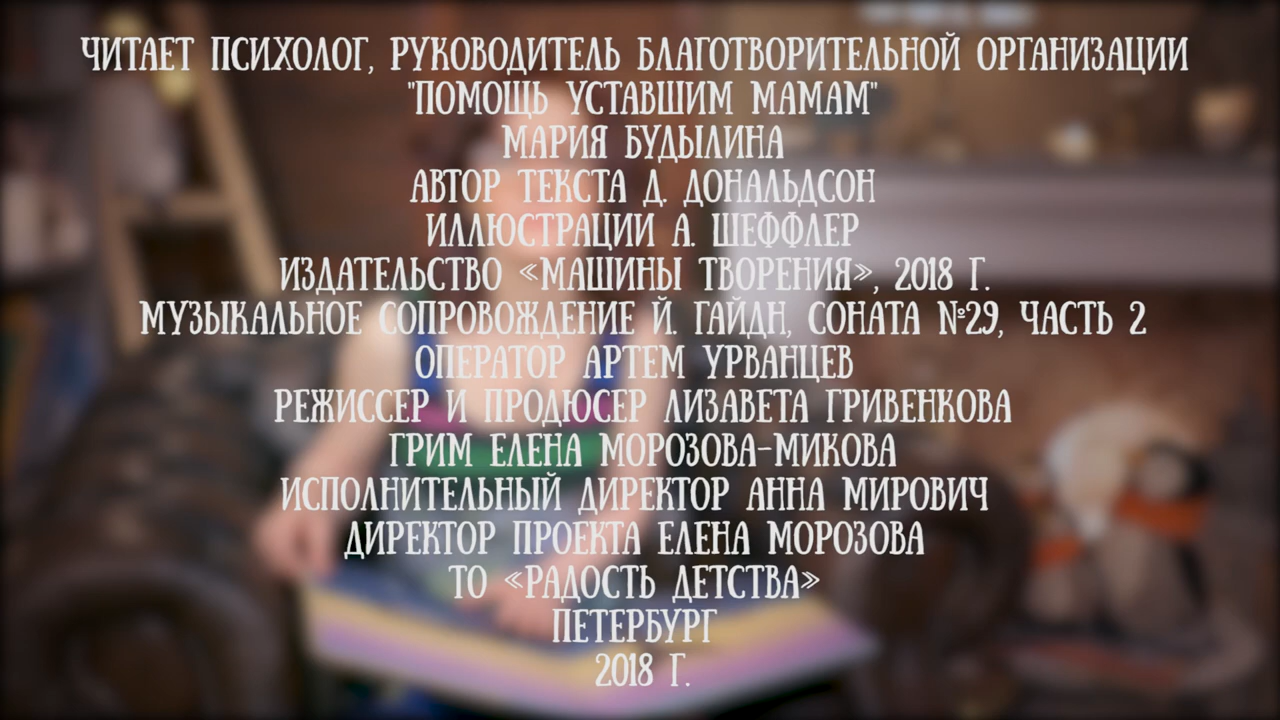 ЧИТАЕТ ПСИХОЛОГ, РУКОВОДИТЕЛЬ БЛАГОТВОРИТЕЛЬНОЙ ОРГАНИЗАЦИИ
"ПОМОЩЬ УСТАВШИМ МАМАМ"
МАРИЯ БУДЫЛИНА
АВТОР ТЕКСТА Д. ДОНАЛЬДСОН
ИЛЛЮСТРАЦИИ А. ШЕФФЛЕР
ИЗДАТЕЛЬСТВО «МАШИНЫ ТВОРЕНИЯ», 2018 Г.
МУЗЫКАЛЬНОЕ СОПРОВОЖДЕНИЕ Й. ГАЙДН, СОНАТА №29, ЧАСТЬ 2
ОПЕРАТОР АРТЕМ УРВАНЦЕВ
РЕЖИССЕР И ПРОДЮСЕР ЛИЗАВЕТА ГРИВЕНКОВА
ГРИМ ЕЛЕНА МОРОЗОВА-МИКОВА
ИСПОЛНИТЕЛЬНЫЙ ДИРЕКТОР АННА МИРОВИЧ
ДИРЕКТОР ПРОЕКТА ЕЛЕНА МОРОЗОВА
ТО «РАДОСТЬ ДЕТСТВА»
ПЕТЕРБУРГ
2018 Г.